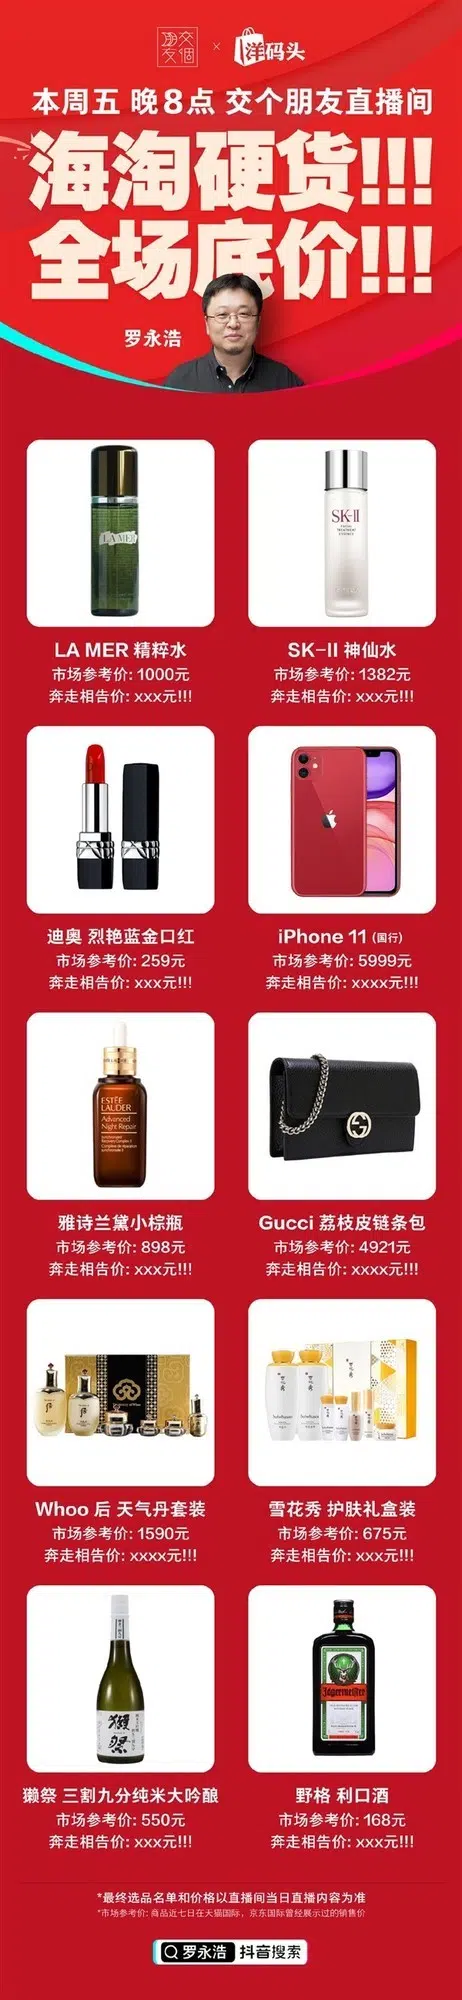 交個朋友 × 洋码头
本周五 晚8点 交个朋友直播间
海淘硬货!!!
全场底价!!!
罗永浩
LA MER
SK-II
FACIAL
TREATMENT
ESSENCE
LA MER 精粹水
SK-II 神仙水
市场参考价: 1000元
市场参考价: 1382元
奔走相告价: xxx元!!!
奔走相告价: xxx元!!!
迪奥 烈艳蓝金口红
iPhone 11 (国行)
市场参考价: 259元
市场参考价: 5999元
奔走相告价: xxx元!!!
奔走相告价: xxxx元!!!
ESTĒE
LAUDER
Advanced
Night Repair
雅诗兰黛小棕瓶
Gucci 荔枝皮链条包
市场参考价: 898元
市场参考价: 4921元
奔走相告价: xxx元!!!
奔走相告价: xxxx元!!!
Whoo 后 天气丹套装
雪花秀 护肤礼盒装
市场参考价: 1590元
市场参考价: 675元
奔走相告价: xxxx元!!!
奔走相告价: xxx元!!!
獺祭
Jägermeister
獭祭 三割九分纯米大吟酿
野格 利口酒
市场参考价: 550元
市场参考价: 168元
奔走相告价: xxx元!!!
奔走相告价: xxx元!!!
*最终选品名单和价格以直播间当日直播内容为准
*市场参考价: 商品近七日在天猫国际，京东国际曾经展示过的销售价
罗永浩 抖音搜索